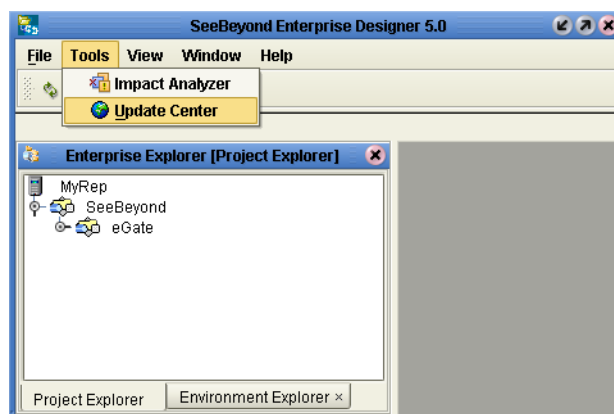 SeeBeyond Enterprise Designer 5.0
File Tools View Window Help
Impact Analyzer
Update Center
Enterprise Explorer [Project Explorer]
MyRep
SeeBeyond
eGate
Project Explorer Environment Explorer ×